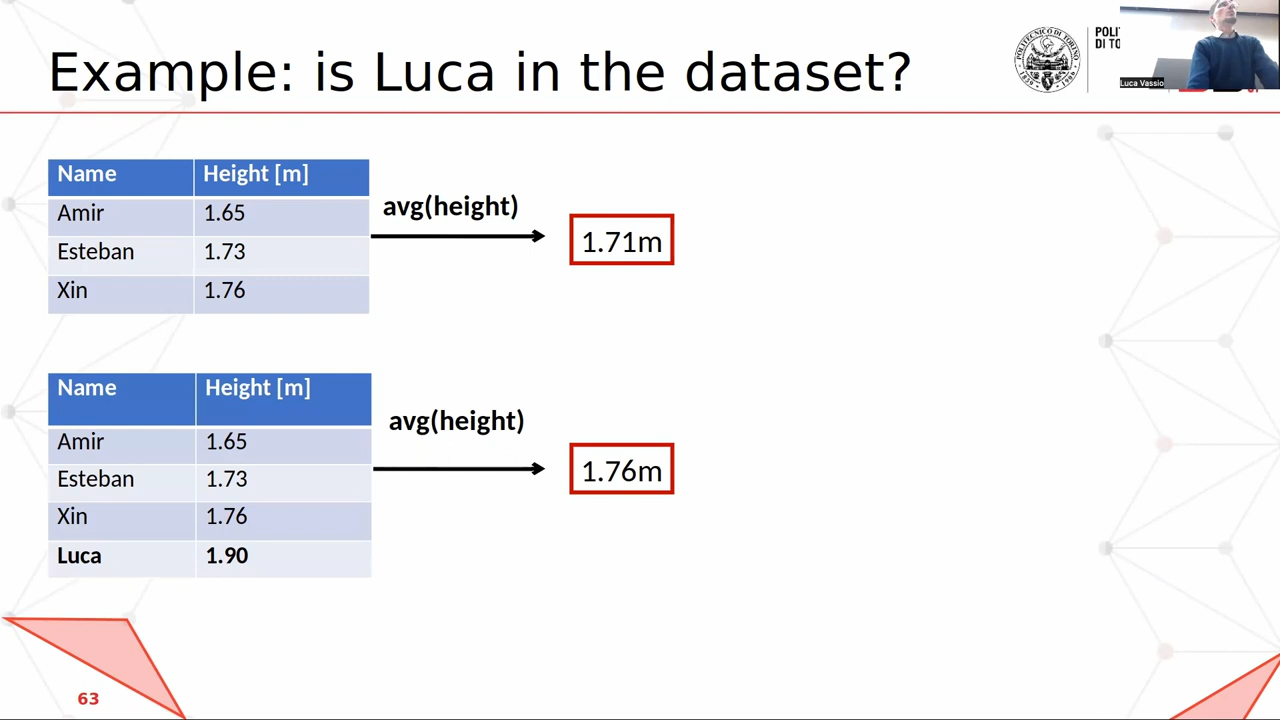 Example: is Luca in the dataset?
POLI
DI TO
Luca Vassio
Name Height [m]
Amir 1.65
Esteban 1.73
Xin 1.76
avg(height)
1.71m
Name Height [m]
Amir 1.65
Esteban 1.73
Xin 1.76
Luca 1.90
avg(height)
1.76m
63